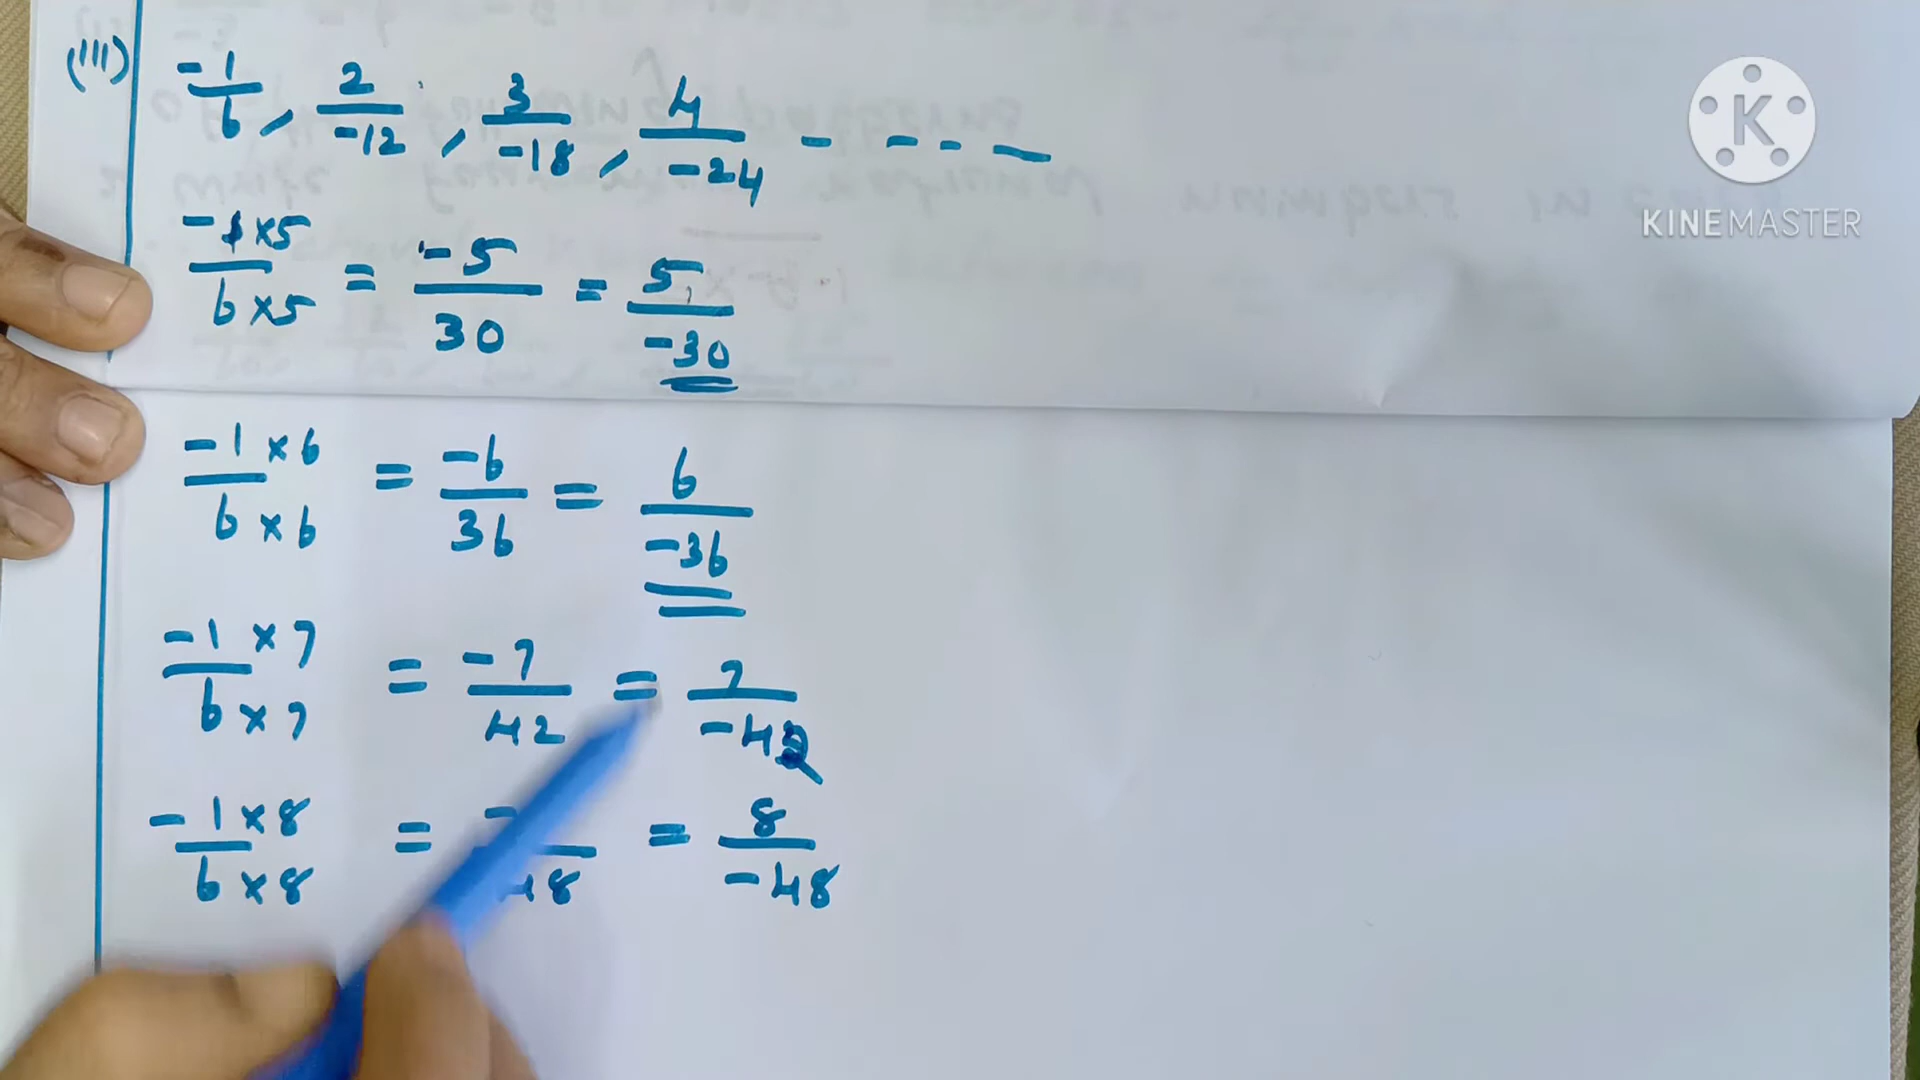 (iii) -1/6, 2/-12, 3/-18, 4/-24 - - - -
-1×5/6×5 = -5/30 = 5/-30
-1×6/6×6 = -6/36 = 6/-36
-1×7/6×7 = -7/42 = 7/-42
-1×8/6×8 = -/48 = 8/-48
K
KINEMASTER